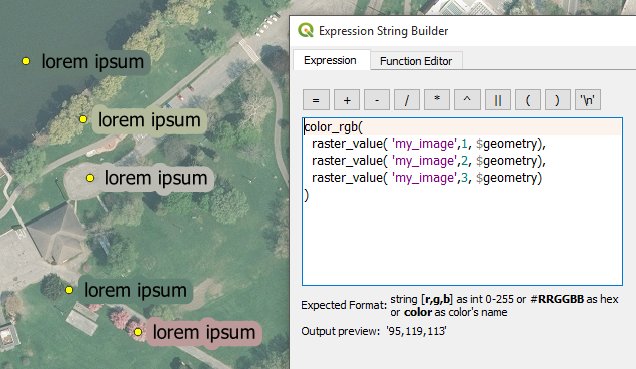 lorem ipsum
lorem ipsum
lorem ipsum
lorem ipsum
lorem ipsum
Expression String Builder
Expression Function Editor
= + - / * ^ || ( ) '\n'
color_rgb(
raster_value( 'my_image',1, $geometry),
raster_value( 'my_image',2, $geometry),
raster_value( 'my_image',3, $geometry)
)
Expected Format: string [r,g,b] as int 0-255 or #RRGGBB as hex
or color as color's name
Output preview: '95,119,113'